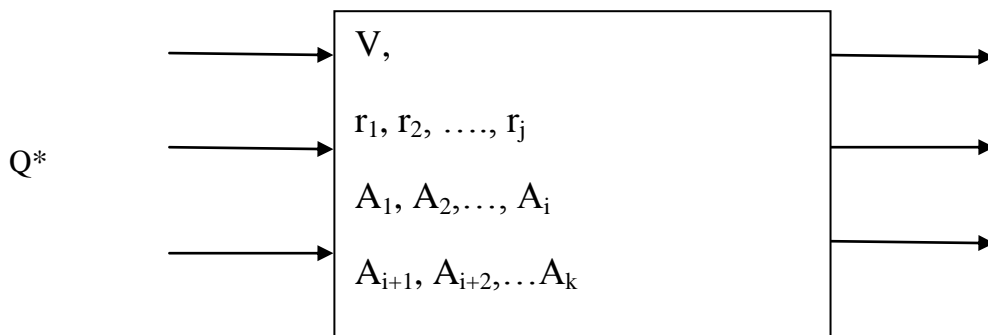 V,
r₁, r₂, …., rⱼ
Q*
A₁, A₂,…, Aᵢ
Aᵢ₊₁, Aᵢ₊₂,…Aₖ